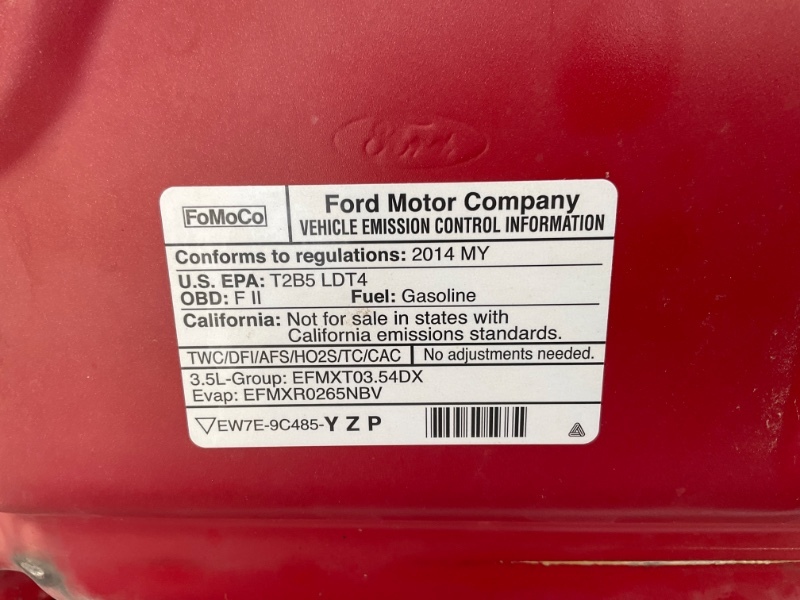 FoMoCo
Ford Motor Company
VEHICLE EMISSION CONTROL INFORMATION
Conforms to regulations: 2014 MY
U.S. EPA: T2B5 LDT4
OBD: F II Fuel: Gasoline
California: Not for sale in states with
California emissions standards.
TWC/DFI/AFS/HO2S/TC/CAC No adjustments needed.
3.5L-Group: EFMXT03.54DX
Evap: EFMXR0265NBV
EW7E-9C485-Y Z P